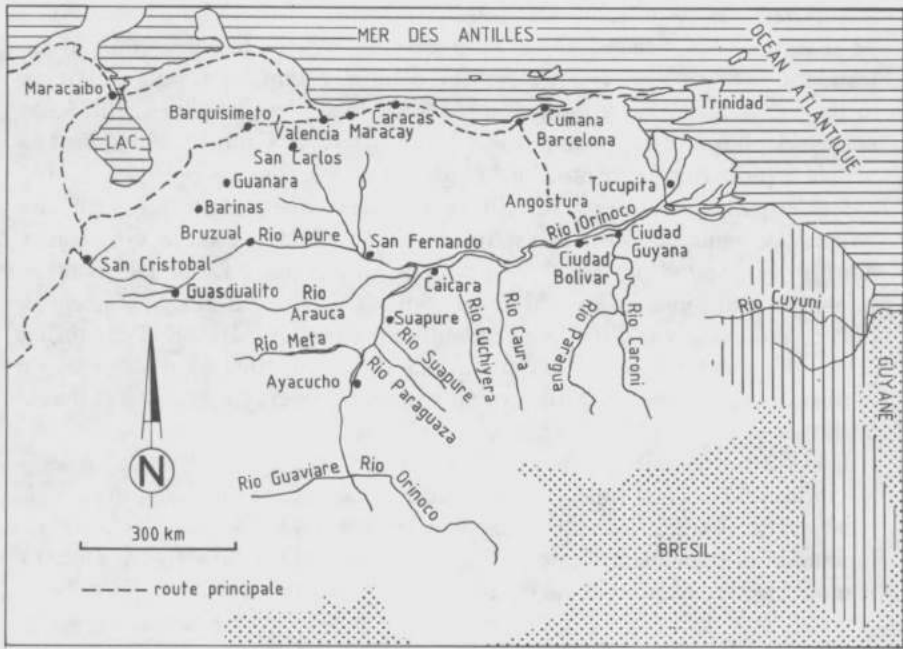 MER DES ANTILLES
OCEAN ATLANTIQUE
Maracaibo
LAC
Barquisimeto
Valencia
Maracay
Caracas
Cumana
Barcelona
Trinidad
San Carlos
Guanara
Barinas
Tucupita
Angostura
Rio Orinoco
Bruzual
Rio Apure
San Fernando
Ciudad Guyana
Ciudad Bolivar
San Cristobal
Guasdualito
Rio Arauca
Caicara
Suapure
Rio Cuchivera
Rio Caura
Rio Paragua
Rio Caroni
Rio Cuyuni
GUYANE
Rio Meta
Rio Suapure
Rio Paraguaza
Ayacucho
Rio Guaviare
Rio Orinoco
N
300 km
BRESIL
route principale